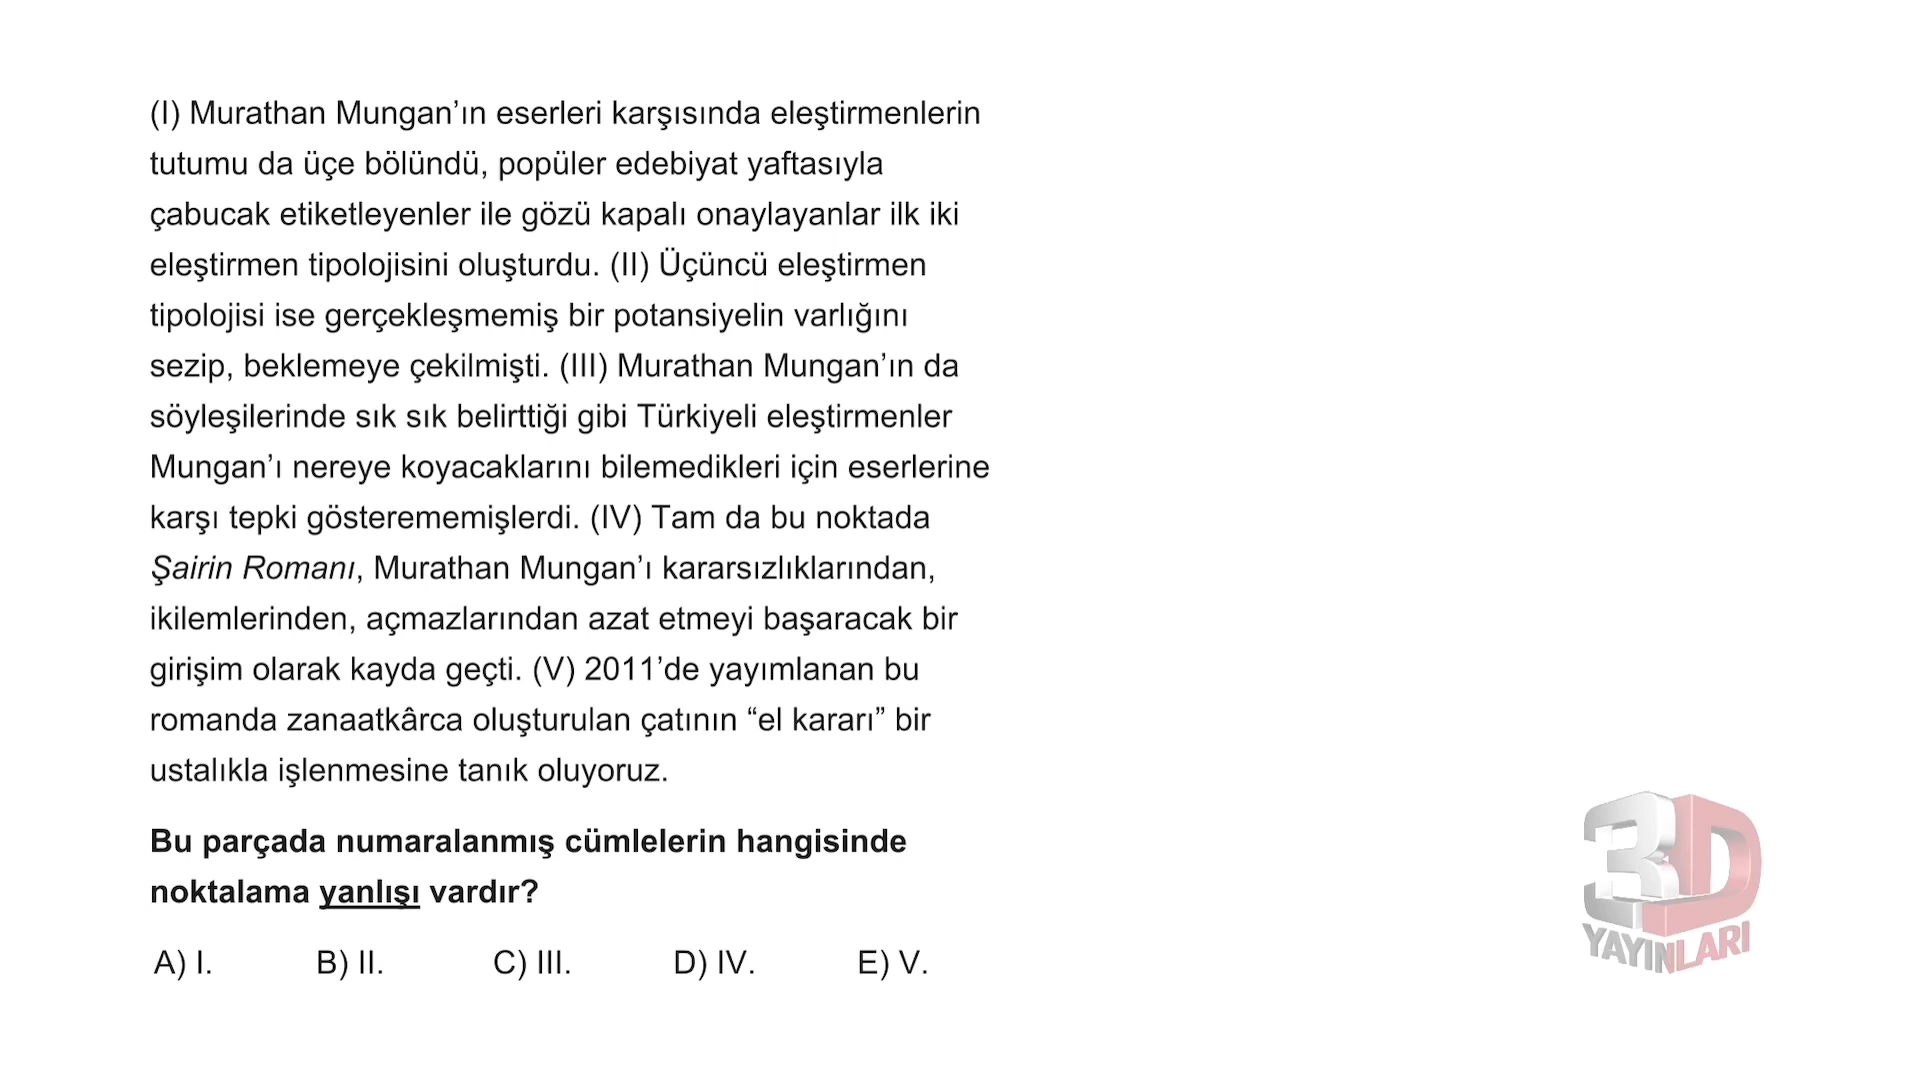 (I) Murathan Mungan’ın eserleri karşısında eleştirmenlerin
tutumu da üçe bölündü, popüler edebiyat yaftasıyla
çabucak etiketleyenler ile gözü kapalı onaylayanlar ilk iki
eleştirmen tipolojisini oluşturdu. (II) Üçüncü eleştirmen
tipolojisi ise gerçekleşmemiş bir potansiyelin varlığını
sezip, beklemeye çekilmişti. (III) Murathan Mungan’ın da
söyleşilerinde sık sık belirttiği gibi Türkiyeli eleştirmenler
Mungan’ı nereye koyacaklarını bilemedikleri için eserlerine
karşı tepki gösterememişlerdi. (IV) Tam da bu noktada
Şairin Romanı, Murathan Mungan’ı kararsızlıklarından,
ikilemlerinden, açmazlarından azat etmeyi başaracak bir
girişim olarak kayda geçti. (V) 2011’de yayımlanan bu
romanda zanaatkârca oluşturulan çatının “el kararı” bir
ustalıkla işlenmesine tanık oluyoruz.
Bu parçada numaralanmış cümlelerin hangisinde
noktalama yanlışı vardır?
A) I. B) II. C) III. D) IV. E) V.
3D
YAYINLARI